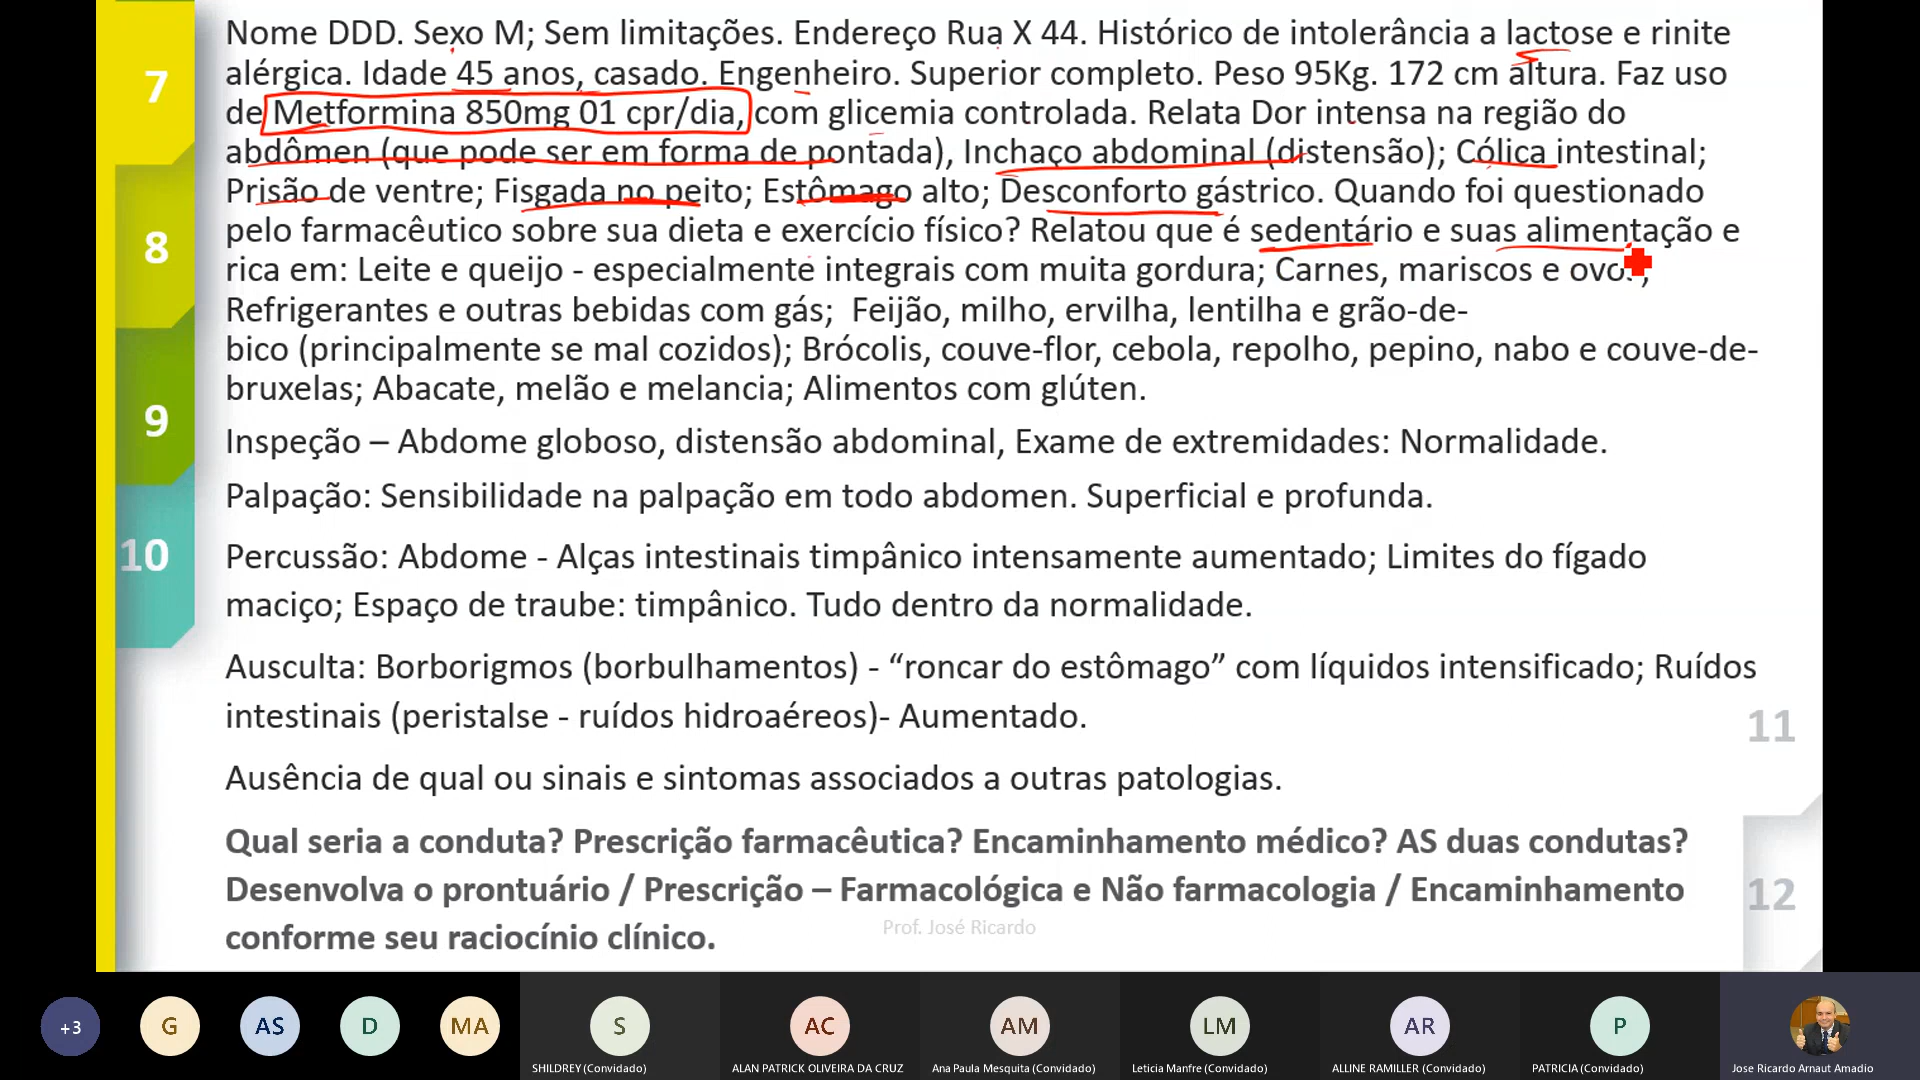 Nome DDD. Sexo M; Sem limitações. Endereço Rua X 44. Histórico de intolerância a lactose e rinite
alérgica. Idade 45 anos, casado. Engenheiro. Superior completo. Peso 95Kg. 172 cm altura. Faz uso
de Metformina 850mg 01 cpr/dia, com glicemia controlada. Relata Dor intensa na região do
abdômen (que pode ser em forma de pontada), Inchaço abdominal (distensão); Cólica intestinal;
Prisão de ventre; Fisgada no peito; Estômago alto; Desconforto gástrico. Quando foi questionado
pelo farmacêutico sobre sua dieta e exercício físico? Relatou que é sedentário e suas alimentação e
rica em: Leite e queijo - especialmente integrais com muita gordura; Carnes, mariscos e ovos;
Refrigerantes e outras bebidas com gás;  Feijão, milho, ervilha, lentilha e grão-de-
bico (principalmente se mal cozidos); Brócolis, couve-flor, cebola, repolho, pepino, nabo e couve-de-
bruxelas; Abacate, melão e melancia; Alimentos com glúten.
Inspeção – Abdome globoso, distensão abdominal, Exame de extremidades: Normalidade.
Palpação: Sensibilidade na palpação em todo abdomen. Superficial e profunda.
Percussão: Abdome - Alças intestinais timpânico intensamente aumentado; Limites do fígado
maciço; Espaço de traube: timpânico. Tudo dentro da normalidade.
Ausculta: Borborigmos (borbulhamentos) - “roncar do estômago” com líquidos intensificado; Ruídos
intestinais (peristalse - ruídos hidroaéreos)- Aumentado.
Ausência de qual ou sinais e sintomas associados a outras patologias.
Qual seria a conduta? Prescrição farmacêutica? Encaminhamento médico? AS duas condutas?
Desenvolva o prontuário / Prescrição – Farmacológica e Não farmacologia / Encaminhamento
conforme seu raciocínio clínico.
Prof. José Ricardo
7
8
9
10
11
12
+3
G
AS
D
MA
S
AC
AM
LM
AR
P
SHILDREY (Convidado)
ALAN PATRICK OLIVEIRA DA CRUZ
Ana Paula Mesquita (Convidado)
Leticia Manfre (Convidado)
ALLINE RAMILLER (Convidado)
PATRICIA (Convidado)
Jose Ricardo Arnaut Amadio